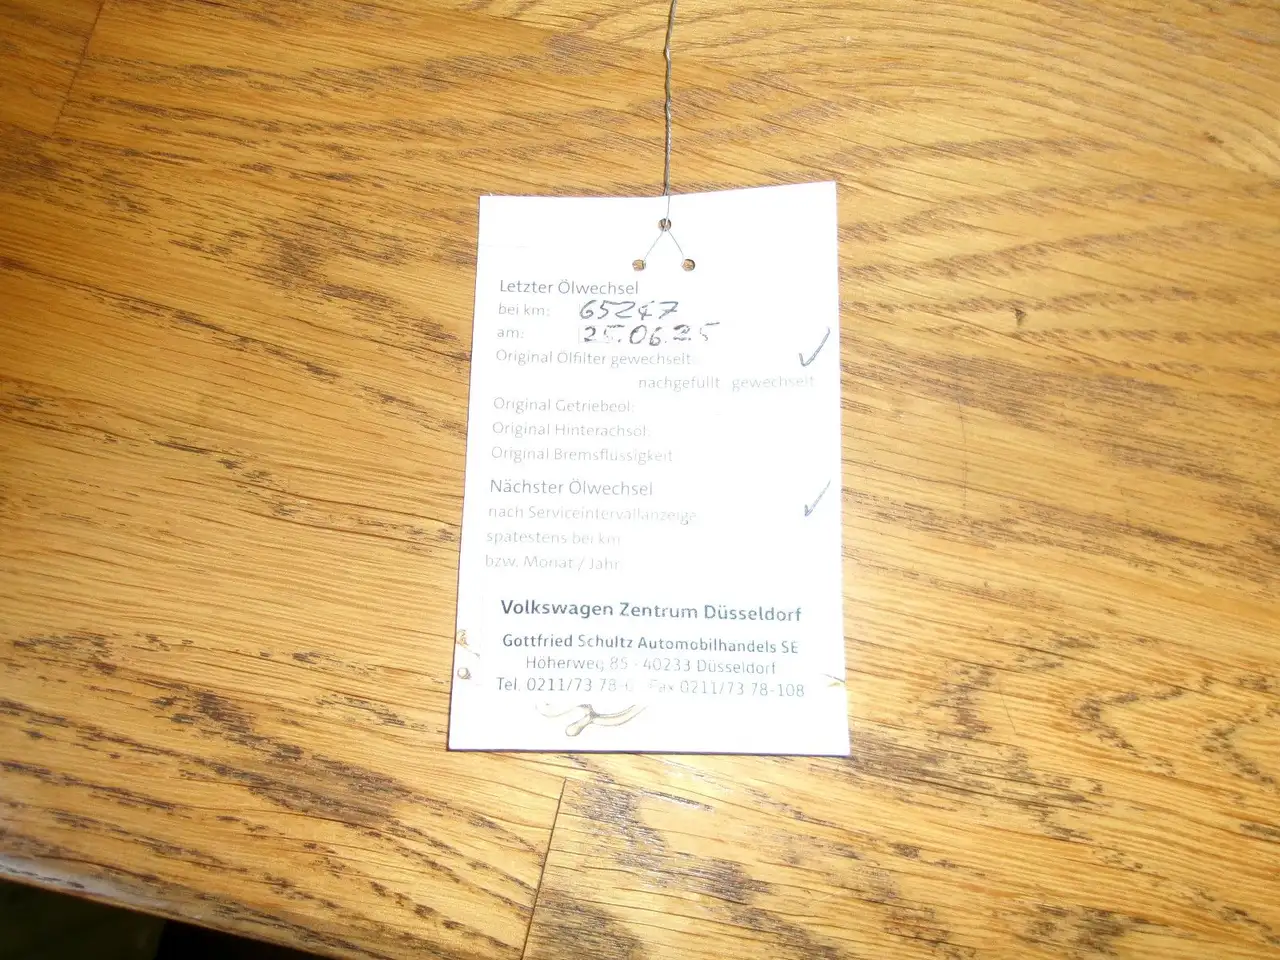 Letzter Ölwechsel
bei km: 65247
am: 25.06.25
Original Ölfilter gewechselt:
nachgefüllt gewechselt
Original Getriebeöl:
Original Hinterachsöl:
Original Bremsflüssigkeit
Nächster Ölwechsel
nach Serviceintervallanzeige
spätestens bei km
bzw. Monat / Jahr
Volkswagen Zentrum Düsseldorf
Gottfried Schultz Automobilhandels SE
Höherweg 85 · 40233 Düsseldorf
Tel. 0211/73 78-0 Fax 0211/73 78-108